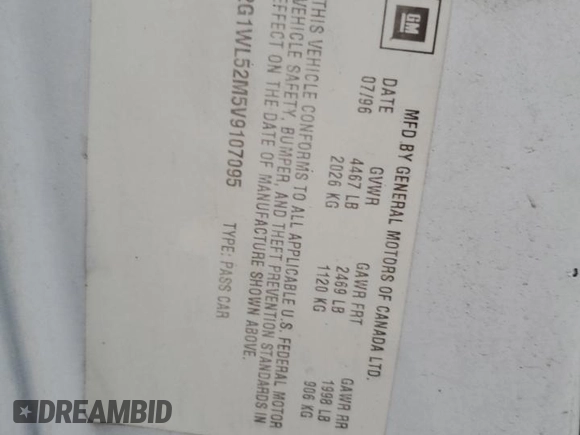 GM
MFD. BY GENERAL MOTORS OF CANADA LTD.
DATE GVWR GAWR FRT GAWR RR
07/96 4467 LB 2469 LB 1998 LB
2026 KG 1120 KG 906 KG
THIS VEHICLE CONFORMS TO ALL APPLICABLE U.S. FEDERAL MOTOR
VEHICLE SAFETY, BUMPER, AND THEFT PREVENTION STANDARDS IN
EFFECT ON THE DATE OF MANUFACTURE SHOWN ABOVE.
2G1WL52M5V9107095 TYPE: PASS CAR
DREAMBID